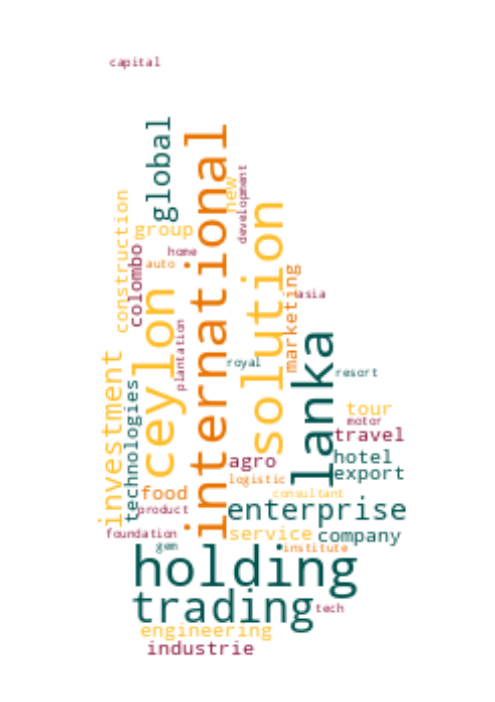 capital
global
international
new
development
construction
group
colombo
home
auto
solution
marketing
asia
ceylon
plantation
lanka
royal
resort
investment
technologies
tour
motor
travel
agro
hotel
export
logistic
food
consultant
product
enterprise
foundation
service
company
gem
institute
holding
trading
tech
engineering
industrie